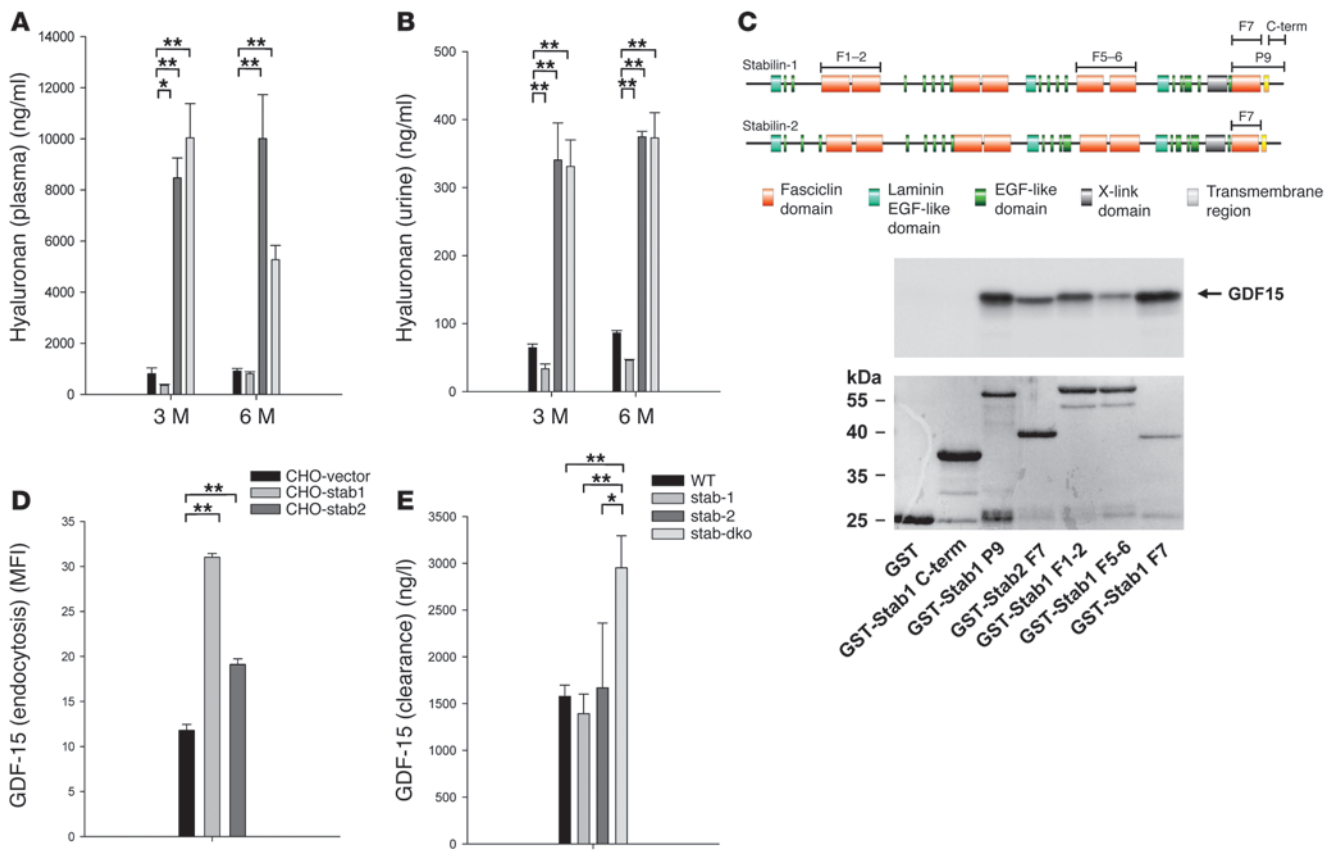 A
Hyaluronan (plasma) (ng/ml)
14000
12000
10000
8000
6000
4000
2000
0
**
**
*
**
**
3 M
6 M
B
Hyaluronan (urine) (ng/ml)
500
400
300
200
100
0
**
**
**
**
**
**
3 M
6 M
C
F7
C-term
F1–2
F5–6
P9
Stabilin-1
Stabilin-2
F7
Fasciclin
domain
Laminin
EGF-like
domain
EGF-like
domain
X-link
domain
Transmembrane
region
GDF15
kDa
55
40
35
25
GST
GST-Stab1 C-term
GST-Stab1 P9
GST-Stab2 F7
GST-Stab1 F1-2
GST-Stab1 F5-6
GST-Stab1 F7
D
GDF-15 (endocytosis) (MFI)
35
30
25
20
15
10
5
0
CHO-vector
CHO-stab1
CHO-stab2
**
**
E
GDF-15 (clearance) (ng/l)
3500
3000
2500
2000
1500
1000
500
0
**
**
*
WT
stab-1
stab-2
stab-dko